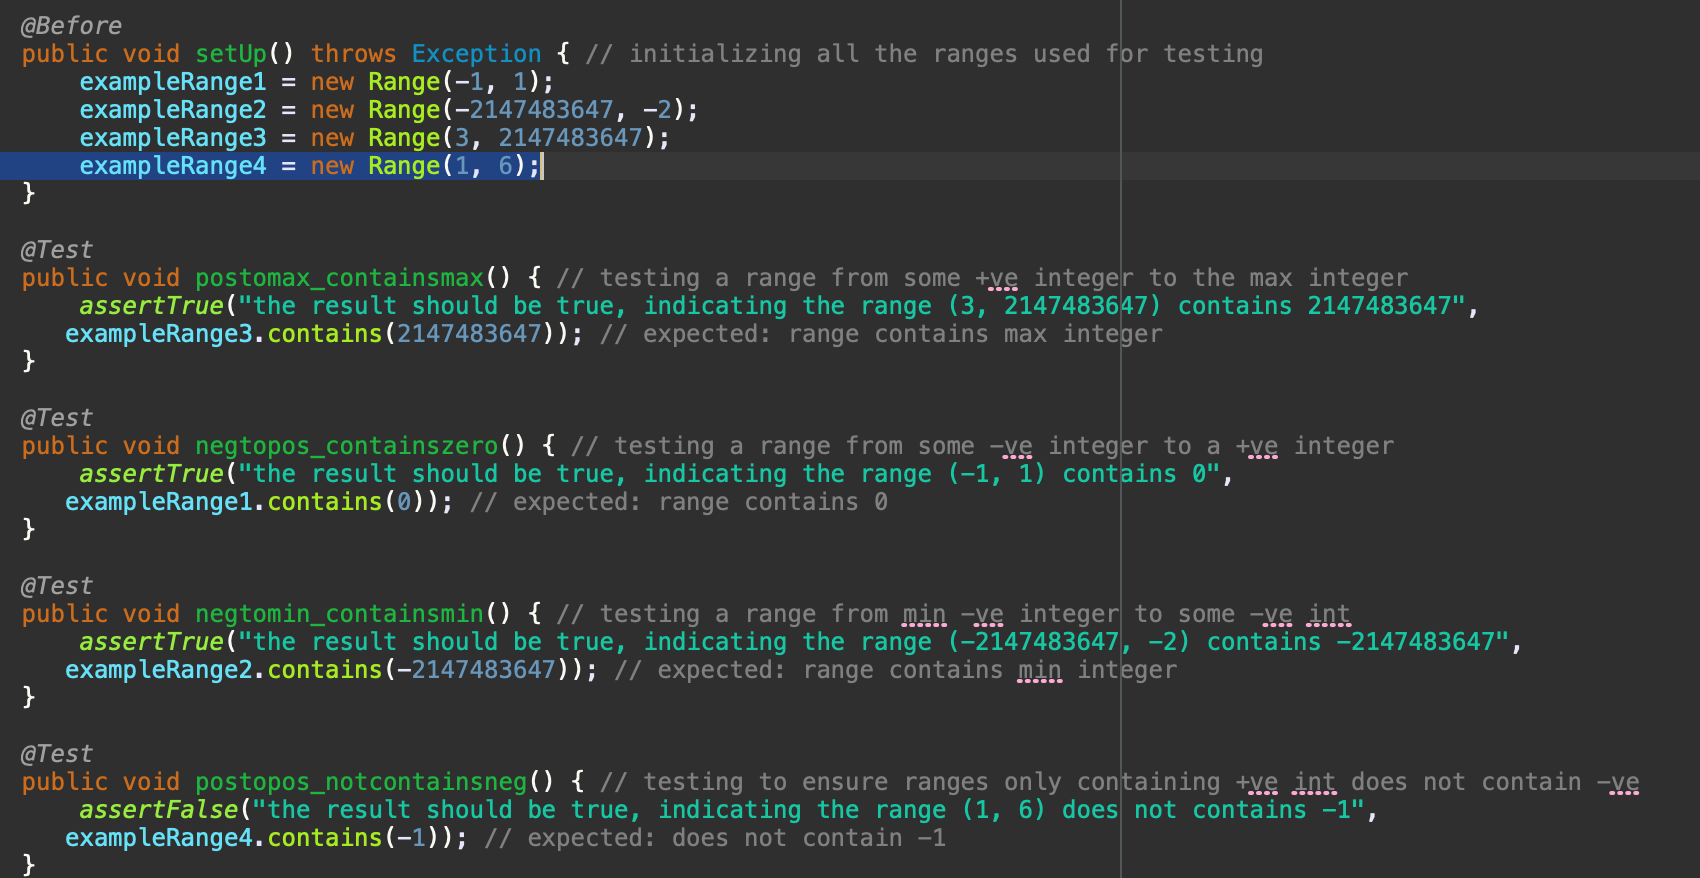 @Before
public void setUp() throws Exception { // initializing all the ranges used for testing
    exampleRange1 = new Range(-1, 1);
    exampleRange2 = new Range(-2147483647, -2);
    exampleRange3 = new Range(3, 2147483647);
    exampleRange4 = new Range(1, 6);
}

@Test
public void postomax_containsmax() { // testing a range from some +ve integer to the max integer
    assertTrue("the result should be true, indicating the range (3, 2147483647) contains 2147483647",
   exampleRange3.contains(2147483647)); // expected: range contains max integer
}

@Test
public void negtopos_containszero() { // testing a range from some -ve integer to a +ve integer
    assertTrue("the result should be true, indicating the range (-1, 1) contains 0",
   exampleRange1.contains(0)); // expected: range contains 0
}

@Test
public void negtomin_containsmin() { // testing a range from min -ve integer to some -ve int
    assertTrue("the result should be true, indicating the range (-2147483647, -2) contains -2147483647",
   exampleRange2.contains(-2147483647)); // expected: range contains min integer
}

@Test
public void postopos_notcontainsneg() { // testing to ensure ranges only containing +ve int does not contain -ve
    assertFalse("the result should be true, indicating the range (1, 6) does not contains -1",
   exampleRange4.contains(-1)); // expected: does not contain -1
}